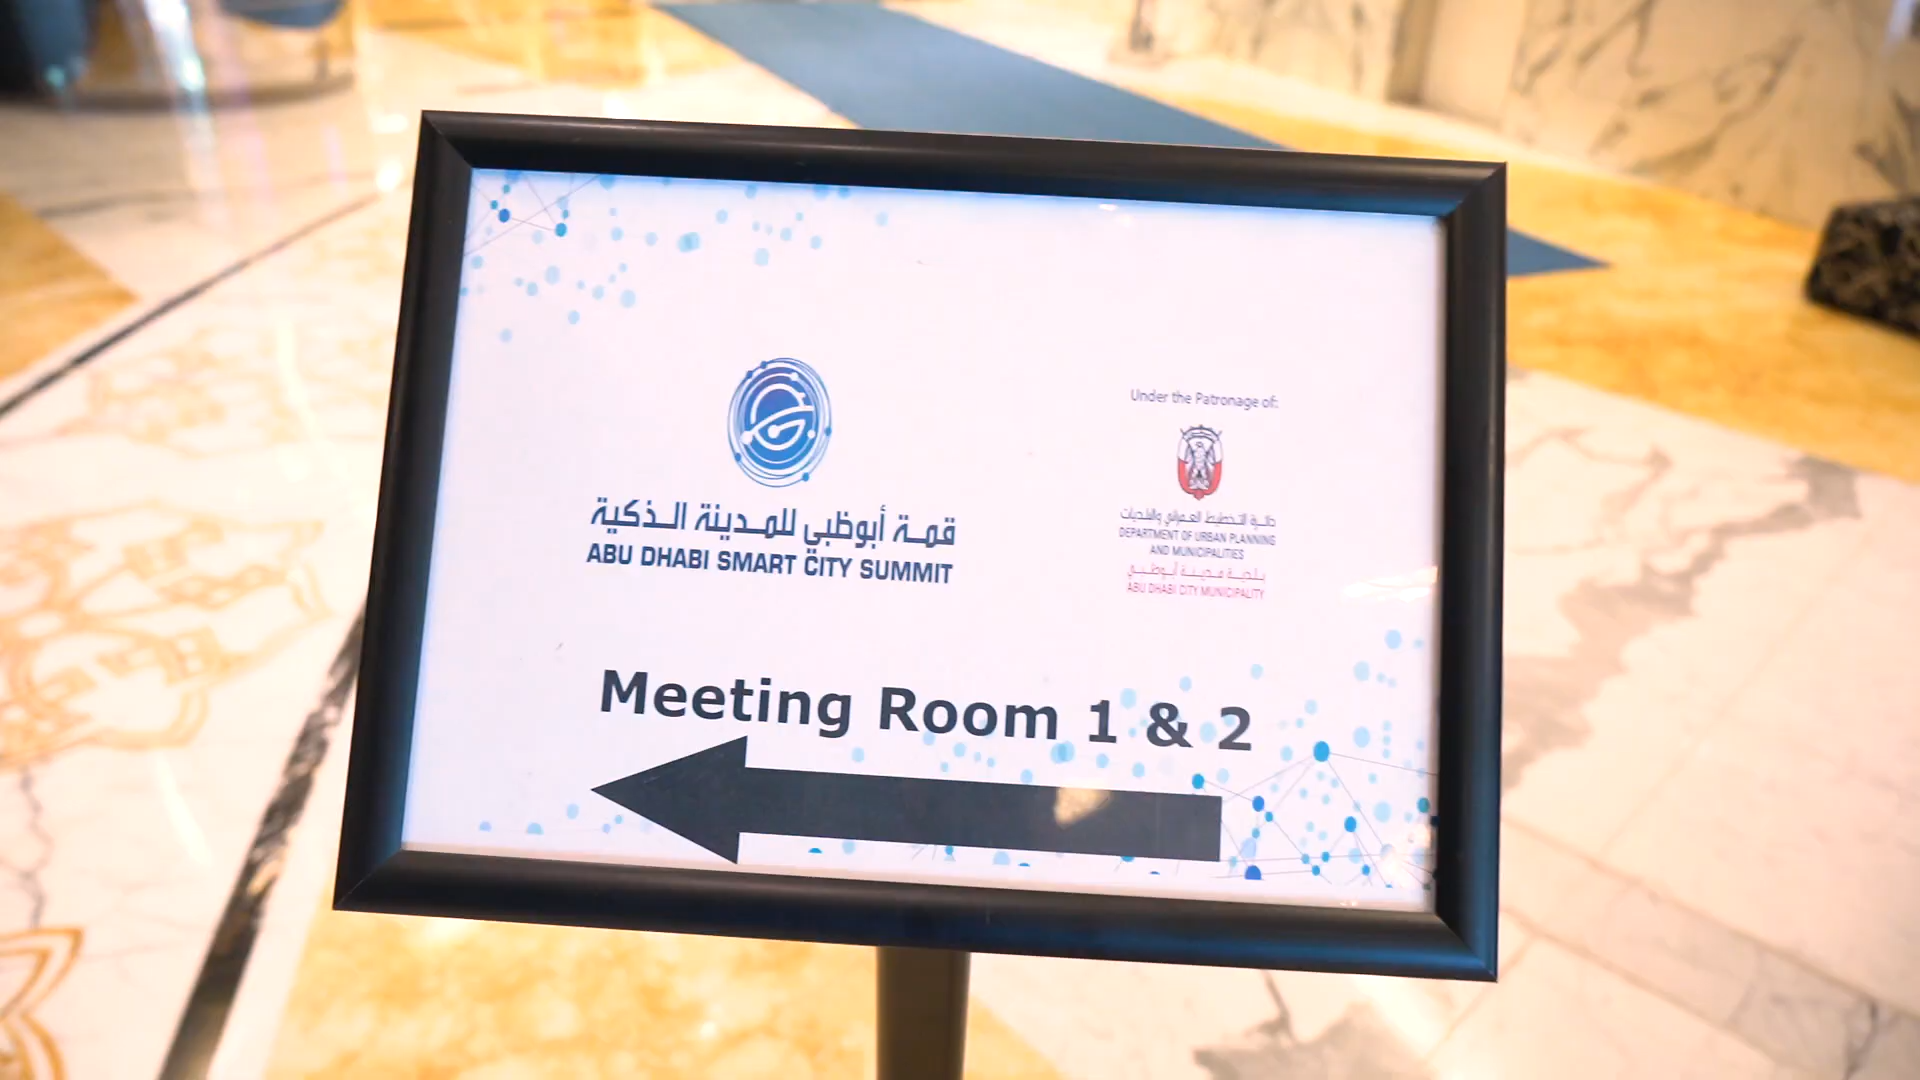 قمة أبوظبي للمدينة الذكية
ABU DHABI SMART CITY SUMMIT
Under the Patronage of:
دائرة التخطيط العمراني والبلديات
DEPARTMENT OF URBAN PLANNING
AND MUNICIPALITIES
بلدية مدينة أبوظبي
ABU DHABI CITY MUNICIPALITY
Meeting Room 1 & 2